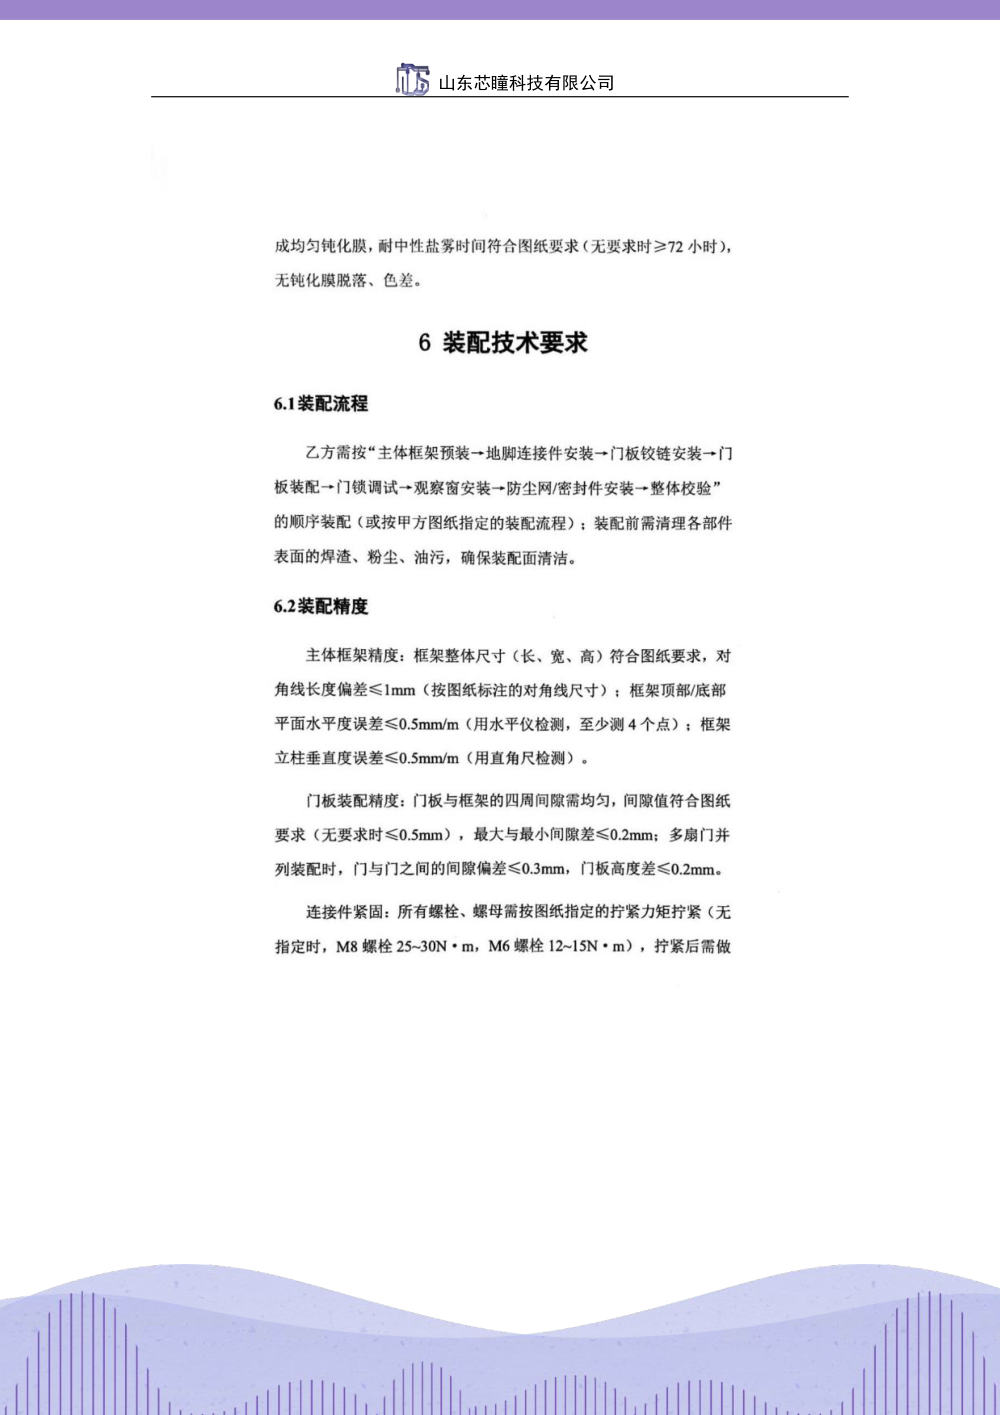 山东芯瞳科技有限公司
成均匀钝化膜，耐中性盐雾时间符合图纸要求（无要求时≥72 小时），
无钝化膜脱落、色差。
6 装配技术要求
6.1装配流程
乙方需按“主体框架预装→地脚连接件安装→门板铰链安装→门
板装配→门锁调试→观察窗安装→防尘网/密封件安装→整体校验”
的顺序装配（或按甲方图纸指定的装配流程）；装配前需清理各部件
表面的焊渣、粉尘、油污，确保装配面清洁。
6.2装配精度
主体框架精度：框架整体尺寸（长、宽、高）符合图纸要求，对
角线长度偏差≤1mm（按图纸标注的对角线尺寸）；框架顶部/底部
平面水平度误差≤0.5mm/m（用水平仪检测，至少测 4 个点）；框架
立柱垂直度误差≤0.5mm/m（用直角尺检测）。
门板装配精度：门板与框架的四周间隙需均匀，间隙值符合图纸
要求（无要求时≤0.5mm），最大与最小间隙差≤0.2mm；多扇门并
列装配时，门与门之间的间隙偏差≤0.3mm，门板高度差≤0.2mm。
连接件紧固：所有螺栓、螺母需按图纸指定的拧紧力矩拧紧（无
指定时，M8 螺栓 25~30N·m，M6 螺栓 12~15N·m），拧紧后需做